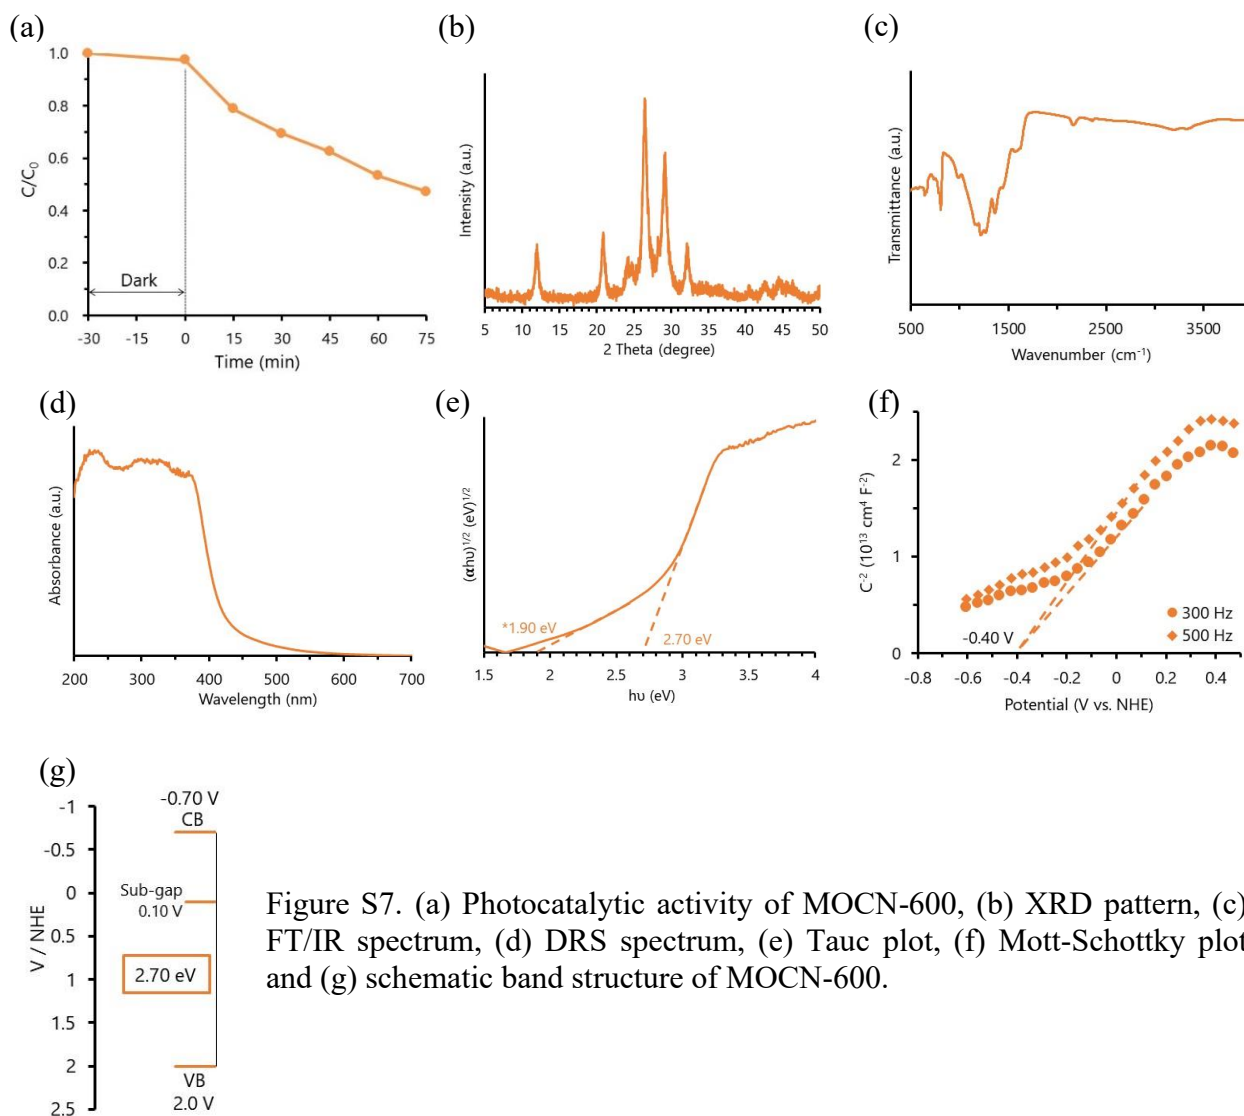 (a)
1.0
0.8
0.6
0.4
0.2
0.0
C/C0
Dark
-30 -15 0 15 30 45 60 75
Time (min)
(b)
Intensity (a.u.)
5 10 15 20 25 30 35 40 45 50
2 Theta (degree)
(c)
Transmittance (a.u.)
500 1500 2500 3500
Wavenumber (cm-1)
(d)
Absorbance (a.u.)
200 300 400 500 600 700
Wavelength (nm)
(e)
(αhυ)1/2 (eV)1/2
*1.90 eV
2.70 eV
1.5 2 2.5 3 3.5 4
hυ (eV)
(f)
C-2 (1013 cm4 F-2)
2
1
0
-0.40 V
300 Hz
500 Hz
-0.8 -0.6 -0.4 -0.2 0 0.2 0.4
Potential (V vs. NHE)
(g)
V / NHE
-1
-0.5
0
0.5
1
1.5
2
2.5
-0.70 V
CB
Sub-gap
0.10 V
2.70 eV
VB
2.0 V
Figure S7. (a) Photocatalytic activity of MOCN-600, (b) XRD pattern, (c)
FT/IR spectrum, (d) DRS spectrum, (e) Tauc plot, (f) Mott-Schottky plot
and (g) schematic band structure of MOCN-600.